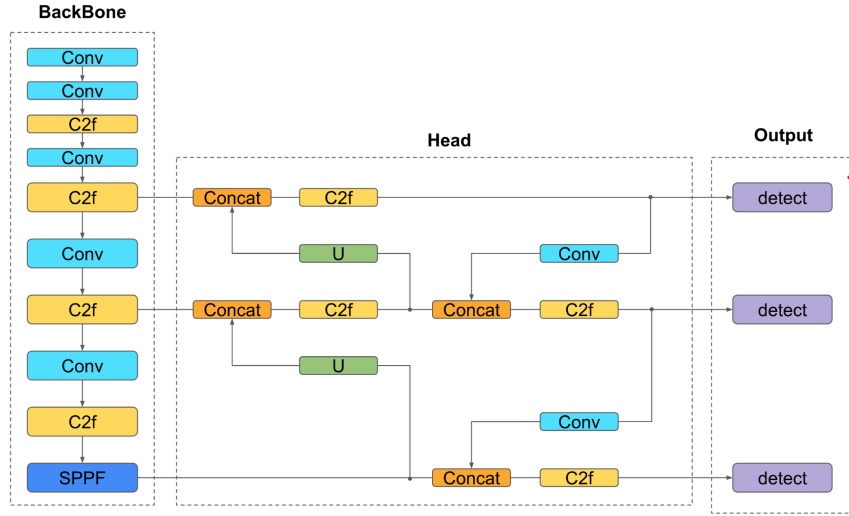 BackBone
Conv
Conv
C2f
Conv
C2f
Conv
C2f
Conv
C2f
SPPF
Head
Concat
C2f
U
Conv
Concat
C2f
Concat
C2f
U
Conv
Concat
C2f
Output
detect
detect
detect